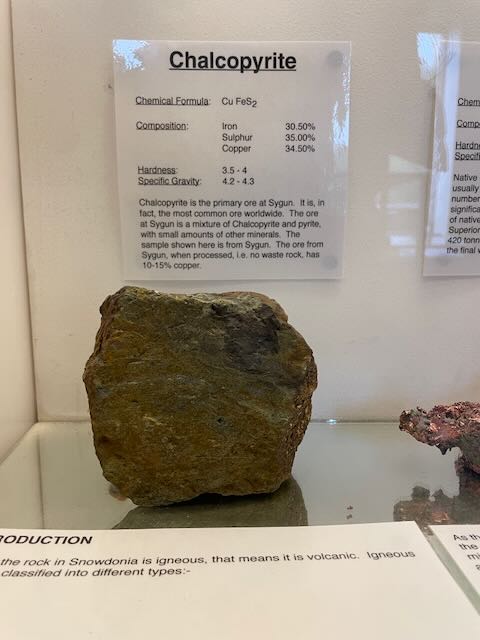 Chalcopyrite
Chemical Formula: Cu FeS2
Composition: Iron 30.50%
Sulphur 35.00%
Copper 34.50%
Hardness: 3.5 - 4
Specific Gravity: 4.2 - 4.3
Chalcopyrite is the primary ore at Sygun. It is, in
fact, the most common ore worldwide. The ore
at Sygun is a mixture of Chalcopyrite and pyrite,
with small amounts of other minerals. The
sample shown here is from Sygun. The ore from
Sygun, when processed, i.e. no waste rock, has
10-15% copper.
Native
usually
number
of native
Superior
420 tonn
the final
RODUCTION
the rock in Snowdonia is igneous, that means it is volcanic. Igneous
classified into different types:-
As th
the